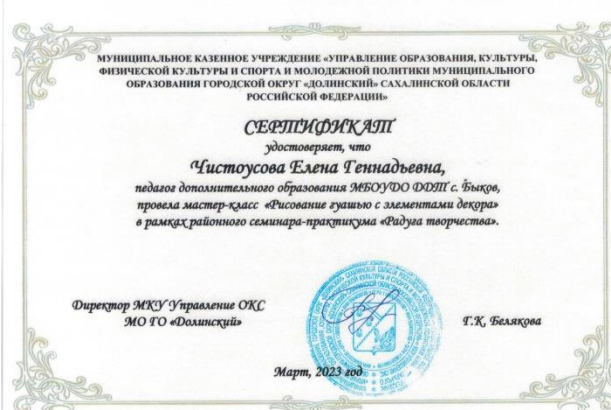 МУНИЦИПАЛЬНОЕ КАЗЕННОЕ УЧРЕЖДЕНИЕ «УПРАВЛЕНИЕ ОБРАЗОВАНИЯ, КУЛЬТУРЫ,
ФИЗИЧЕСКОЙ КУЛЬТУРЫ И СПОРТА И МОЛОДЕЖНОЙ ПОЛИТИКИ МУНИЦИПАЛЬНОГО
ОБРАЗОВАНИЯ ГОРОДСКОЙ ОКРУГ «ДОЛИНСКИЙ» САХАЛИНСКОЙ ОБЛАСТИ
РОССИЙСКОЙ ФЕДЕРАЦИИ»
СЕРТИФИКАТ
удостоверяет, что
Чистоусова Елена Геннадьевна,
педагог дополнительного образования МБОУДО ДДТ с. Быков,
провела мастер-класс «Рисование гуашью с элементами декора»
в рамках районного семинара-практикума «Радуга творчества».
Директор МКУ Управление ОКС
МО ГО «Долинский»
Г.К. Белякова
Март, 2023 год